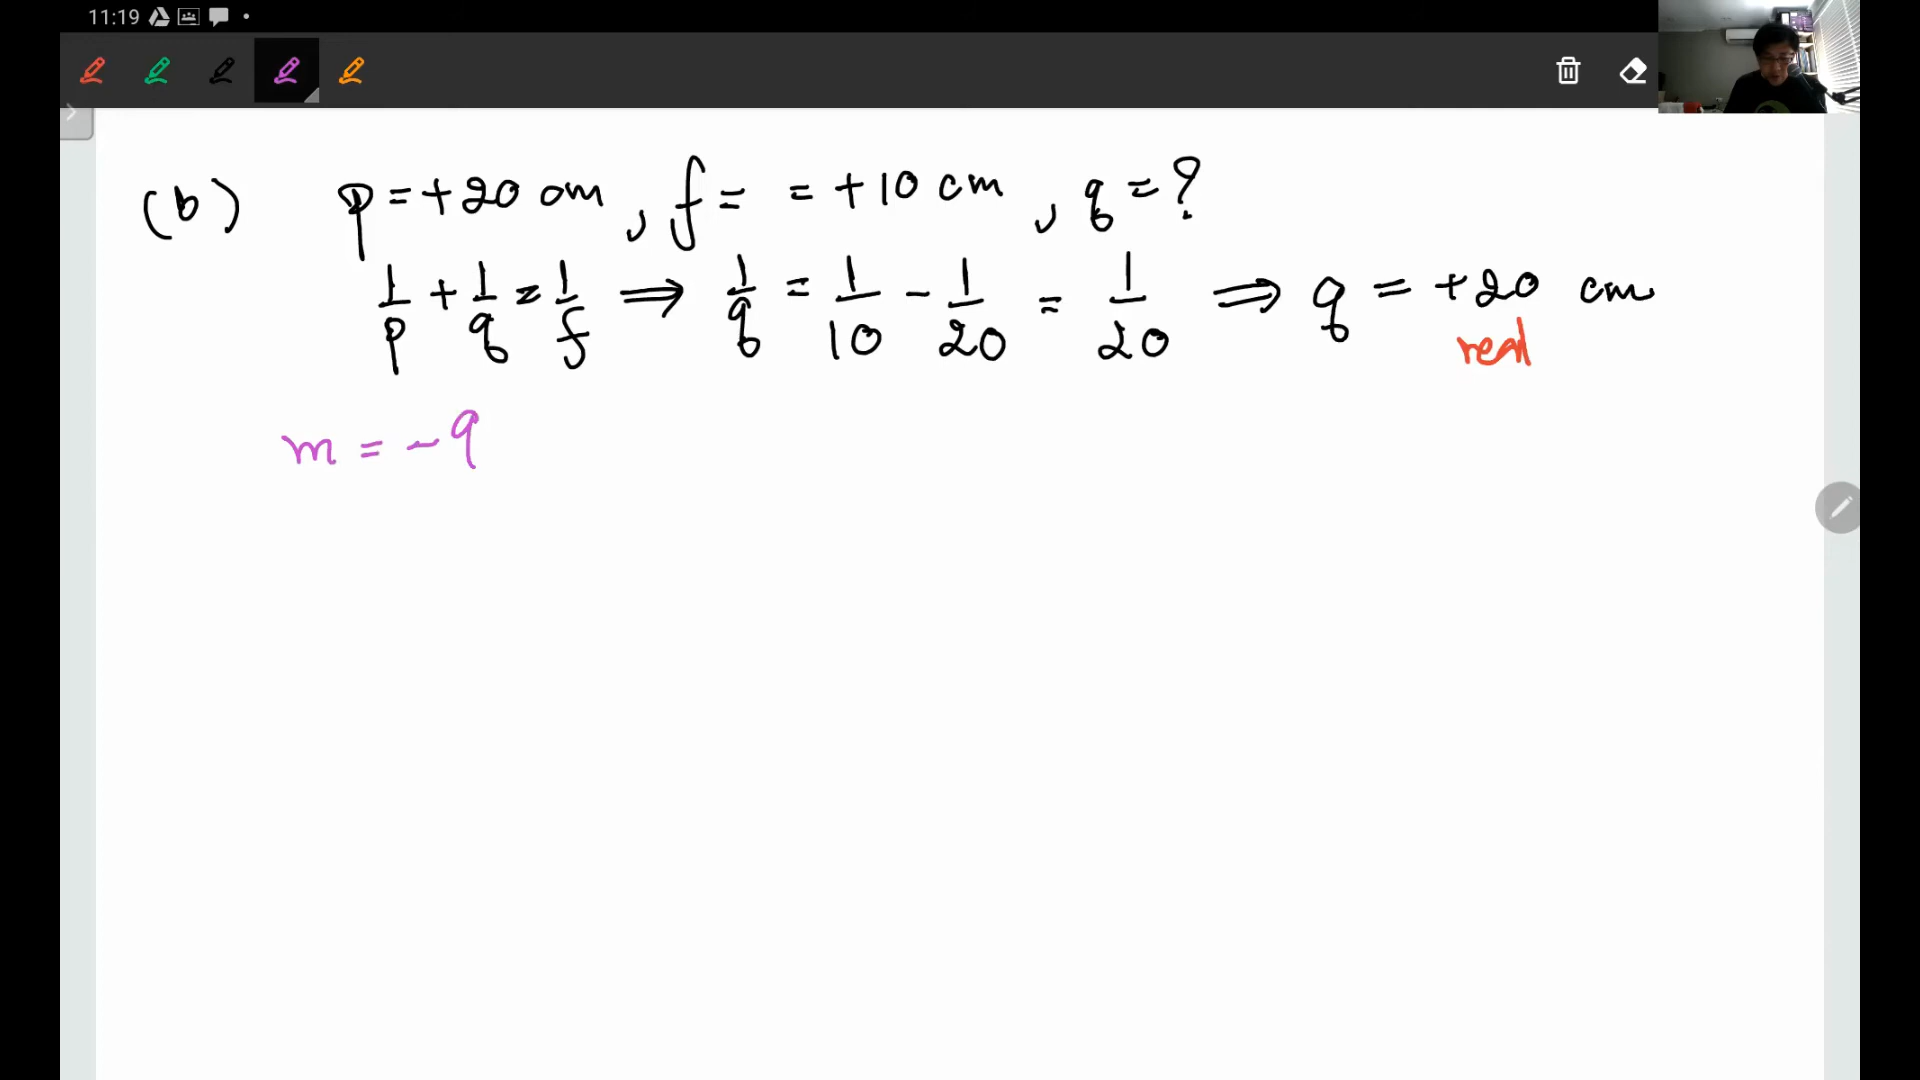 11:19
(b) p = +20 cm , f = = +10 cm , q = ?
1/p + 1/q = 1/f ⟹ 1/q = 1/10 - 1/20 = 1/20 ⟹ q = +20 cm
real
m = -q